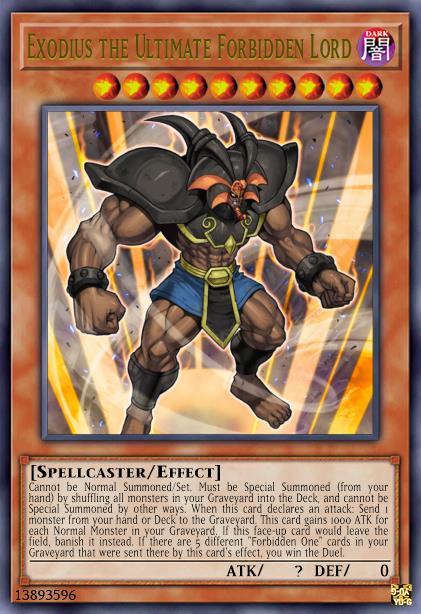 Exodius the Ultimate Forbidden Lord
DARK
闇
[Spellcaster/Effect]
Cannot be Normal Summoned/Set. Must be Special Summoned (from your
hand) by shuffling all monsters in your Graveyard into the Deck, and cannot be
Special Summoned by other ways. When this card declares an attack: Send 1
monster from your hand or Deck to the Graveyard. This card gains 1000 ATK for
each Normal Monster in your Graveyard. If this face-up card would leave the
field, banish it instead. If there are 5 different "Forbidden One" cards in your
Graveyard that were sent there by this card's effect, you win the Duel.
ATK/ ? DEF/ 0
13893596